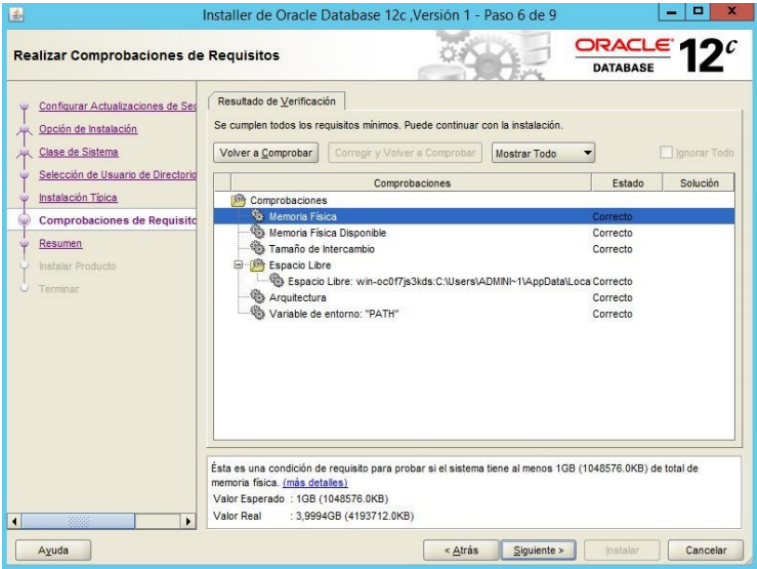 Installer de Oracle Database 12c ,Versión 1 - Paso 6 de 9
Realizar Comprobaciones de Requisitos
ORACLE
DATABASE
12c
Configurar Actualizaciones de Sec
Opción de Instalación
Clase de Sistema
Selección de Usuario de Directorio
Instalación Típica
Comprobaciones de Requisito
Resumen
Instalar Producto
Terminar
Resultado de Verificación
Se cumplen todos los requisitos mínimos. Puede continuar con la instalación.
Volver a Comprobar Corregir y Volver a Comprobar Mostrar Todo Ignorar Todo
Comprobaciones Estado Solución
Comprobaciones
Memoria Física Correcto
Memoria Física Disponible Correcto
Tamaño de Intercambio Correcto
Espacio Libre
Espacio Libre: win-oc0f7js3kds:C:\Users\ADMINI~1\AppData\Loca Correcto
Arquitectura Correcto
Variable de entorno: "PATH" Correcto
Ésta es una condición de requisito para probar si el sistema tiene al menos 1GB (1048576.0KB) de total de
memoria física. (más detalles)
Valor Esperado : 1GB (1048576.0KB)
Valor Real : 3,9994GB (4193712.0KB)
Ayuda < Atrás Siguiente > Instalar Cancelar